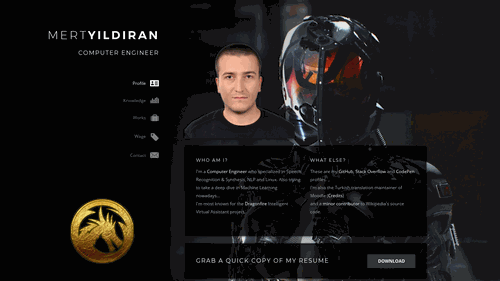 MERTYILDIRAN
COMPUTER ENGINEER
Profile
Knowledge
Works
Wage
Contact
WHO AM I?
I'm a Computer Engineer who specialized in Speech
Recognition & Synthesis, NLP and Linux. Also trying
to take a deep dive in Machine Learning
nowadays...
I'm most known for the Dragonfire Intelligent
Virtual Assistant project.
WHAT ELSE?
These are my GitHub, Stack Overflow and CodePen
profiles.
I'm also the Turkish translation maintainer of
Moodle (Credits)
and a minor contributor to Wikipedia's source
code.
GRAB A QUICK COPY OF MY RESUME
DOWNLOAD